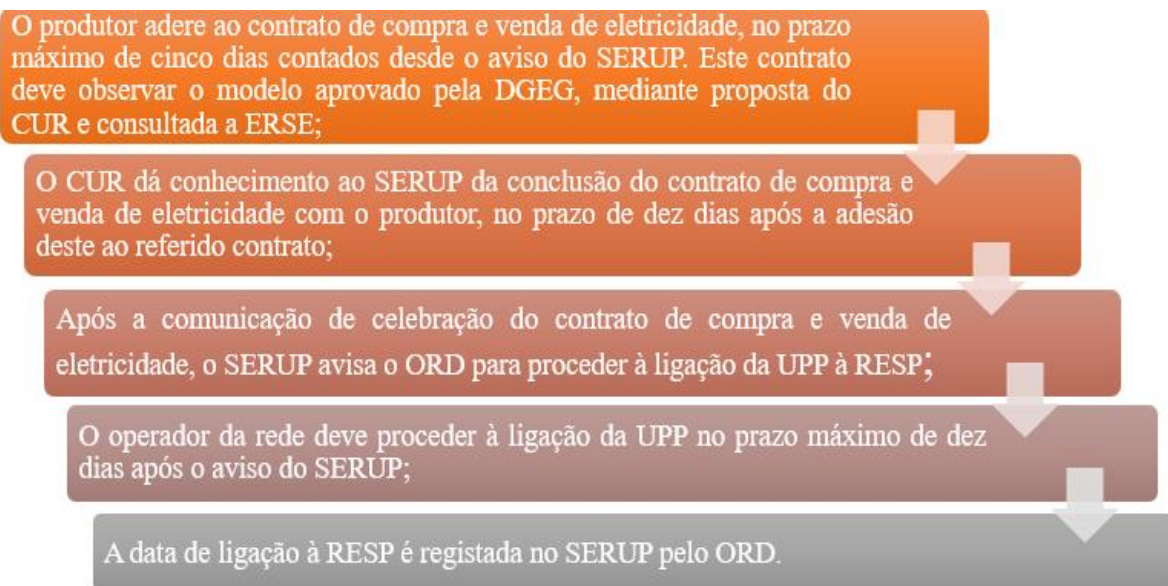 O produtor adere ao contrato de compra e venda de eletricidade, no prazo
máximo de cinco dias contados desde o aviso do SERUP. Este contrato
deve observar o modelo aprovado pela DGEG, mediante proposta do
CUR e consultada a ERSE;
O CUR dá conhecimento ao SERUP da conclusão do contrato de compra e
venda de eletricidade com o produtor, no prazo de dez dias após a adesão
deste ao referido contrato;
Após a comunicação de celebração do contrato de compra e venda de
eletricidade, o SERUP avisa o ORD para proceder à ligação da UPP à RESP;
O operador da rede deve proceder à ligação da UPP no prazo máximo de dez
dias após o aviso do SERUP;
A data de ligação à RESP é registada no SERUP pelo ORD.